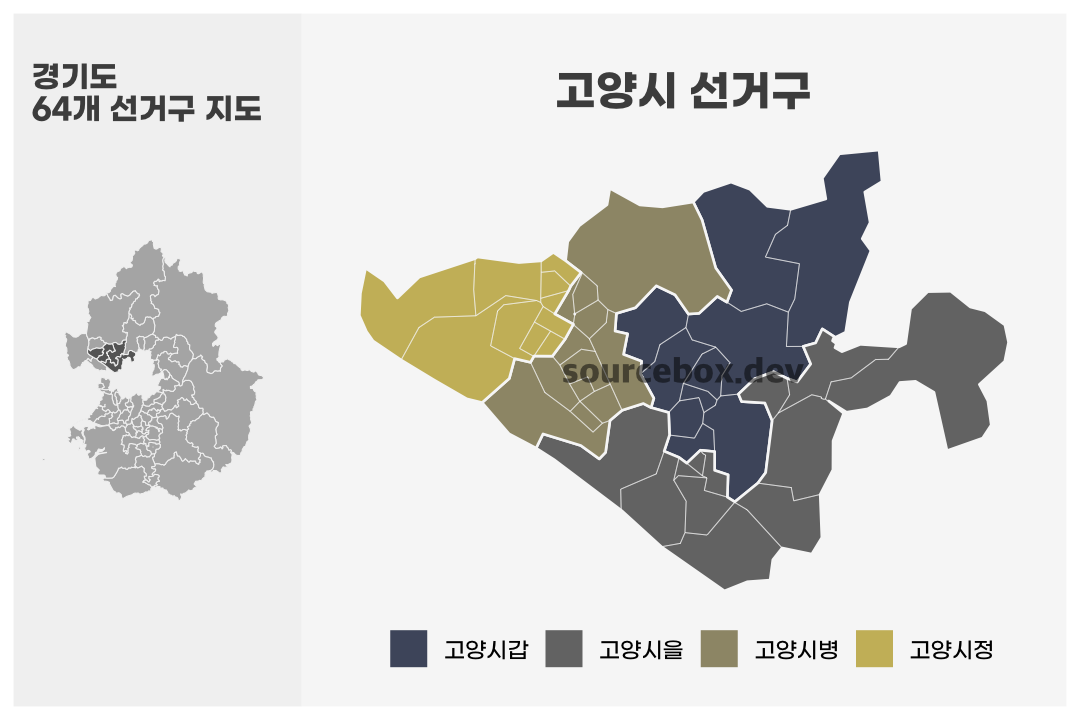 경기도
64개 선거구 지도
고양시 선거구
sourcebox.dev
고양시갑
고양시을
고양시병
고양시정